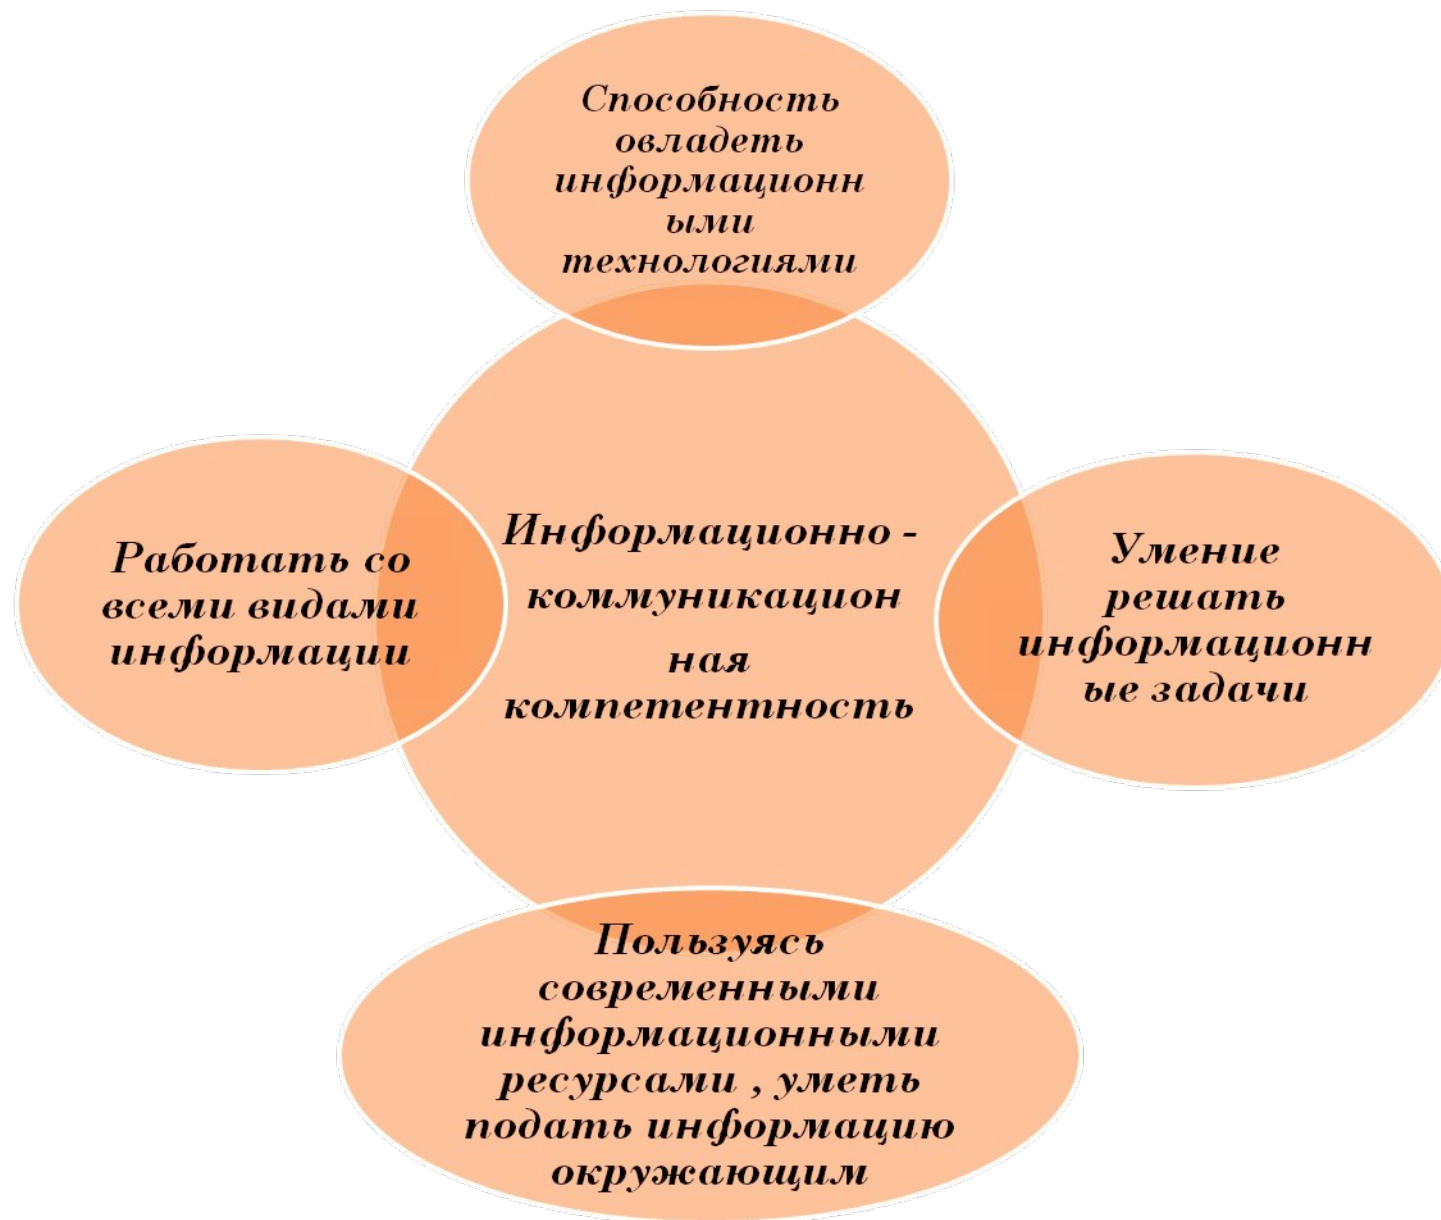 Способность
овладеть
информационн
ыми
технологиями
Работать со
всеми видами
информации
Информационно -
коммуникацион
ная
компетентность
Умение
решать
информационн
ые задачи
Пользуясь
современными
информационными
ресурсами , уметь
подать информацию
окружающим